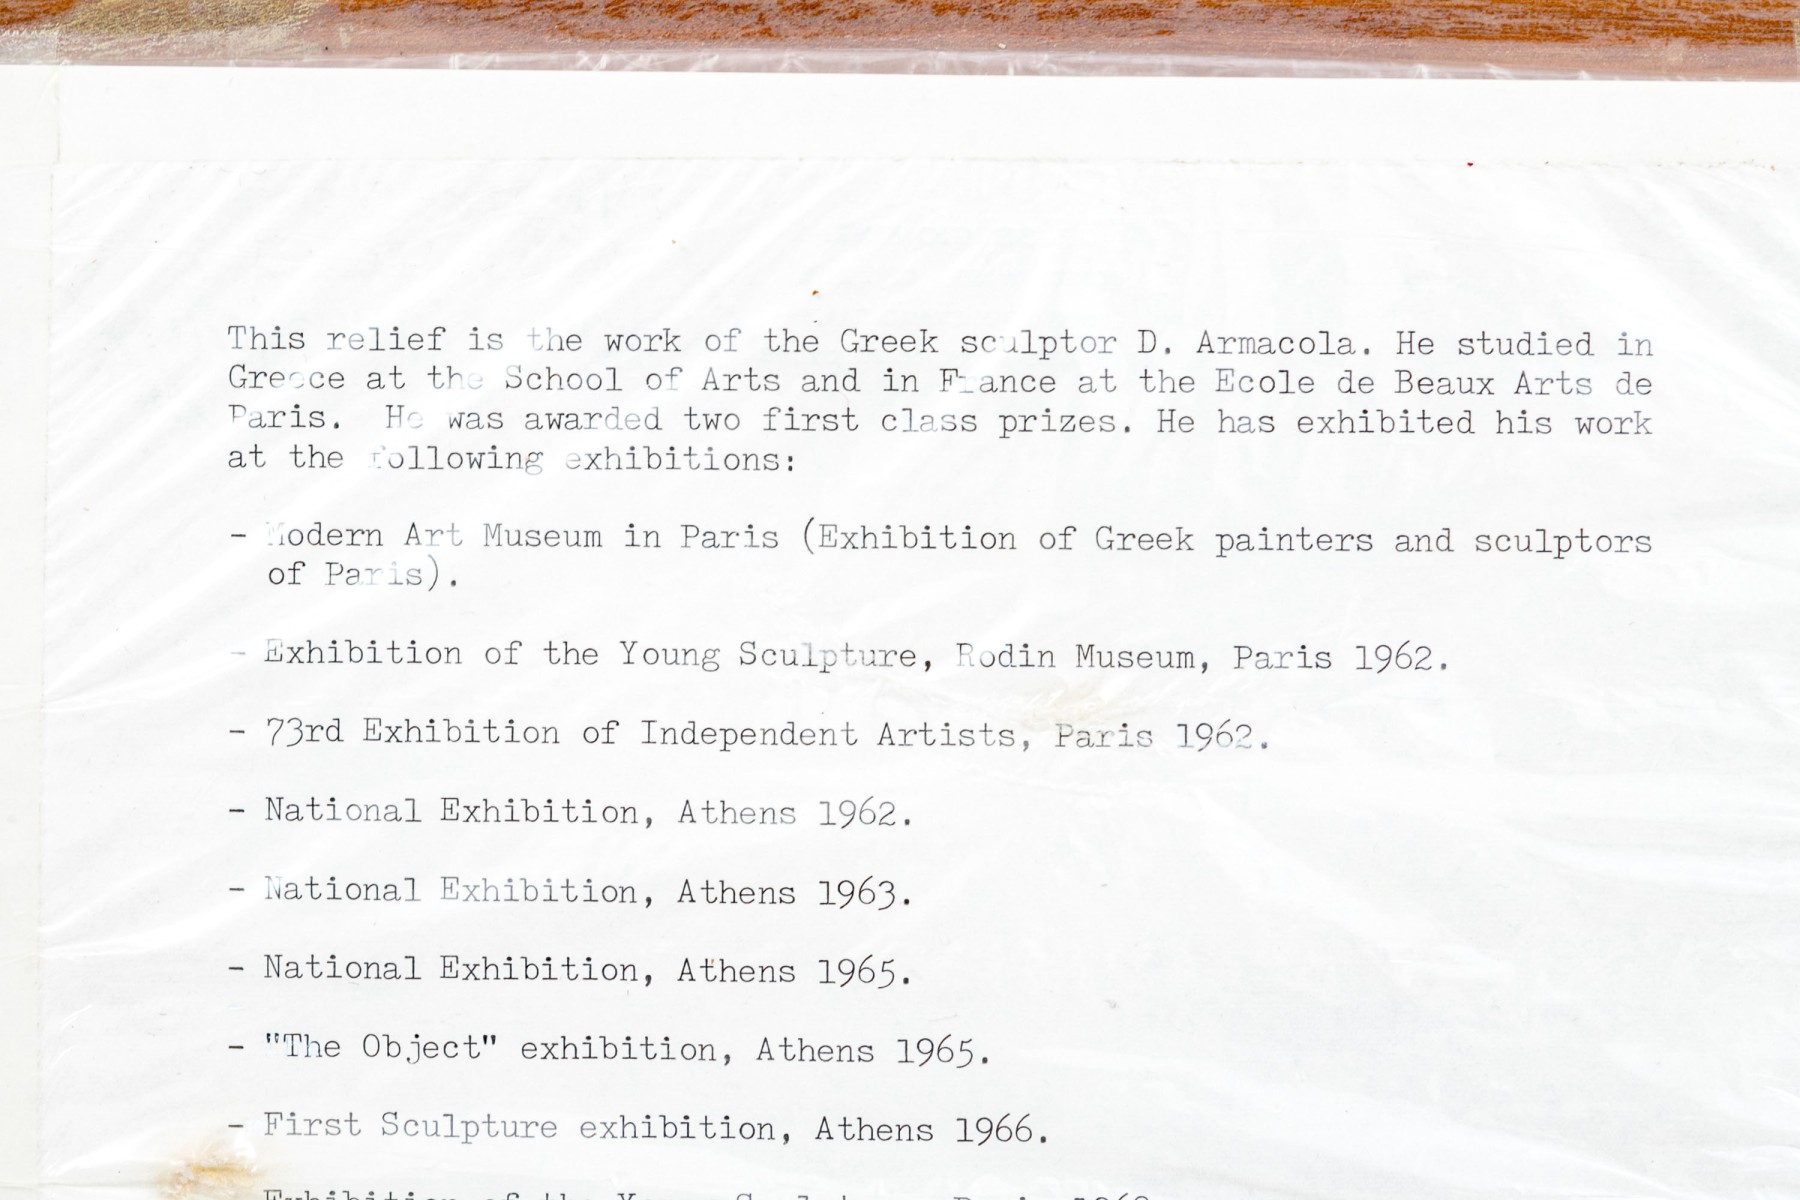 This relief is the work of the Greek sculptor D. Armacola. He studied in
Greece at the School of Arts and in France at the Ecole de Beaux Arts de
Paris.  He was awarded two first class prizes. He has exhibited his work
at the following exhibitions:
- Modern Art Museum in Paris (Exhibition of Greek painters and sculptors
of Paris).
- Exhibition of the Young Sculpture, Rodin Museum, Paris 1962.
- 73rd Exhibition of Independent Artists, Paris 1962.
- National Exhibition, Athens 1962.
- National Exhibition, Athens 1963.
- National Exhibition, Athens 1965.
- "The Object" exhibition, Athens 1965.
- First Sculpture exhibition, Athens 1966.
Exhibition of the Young